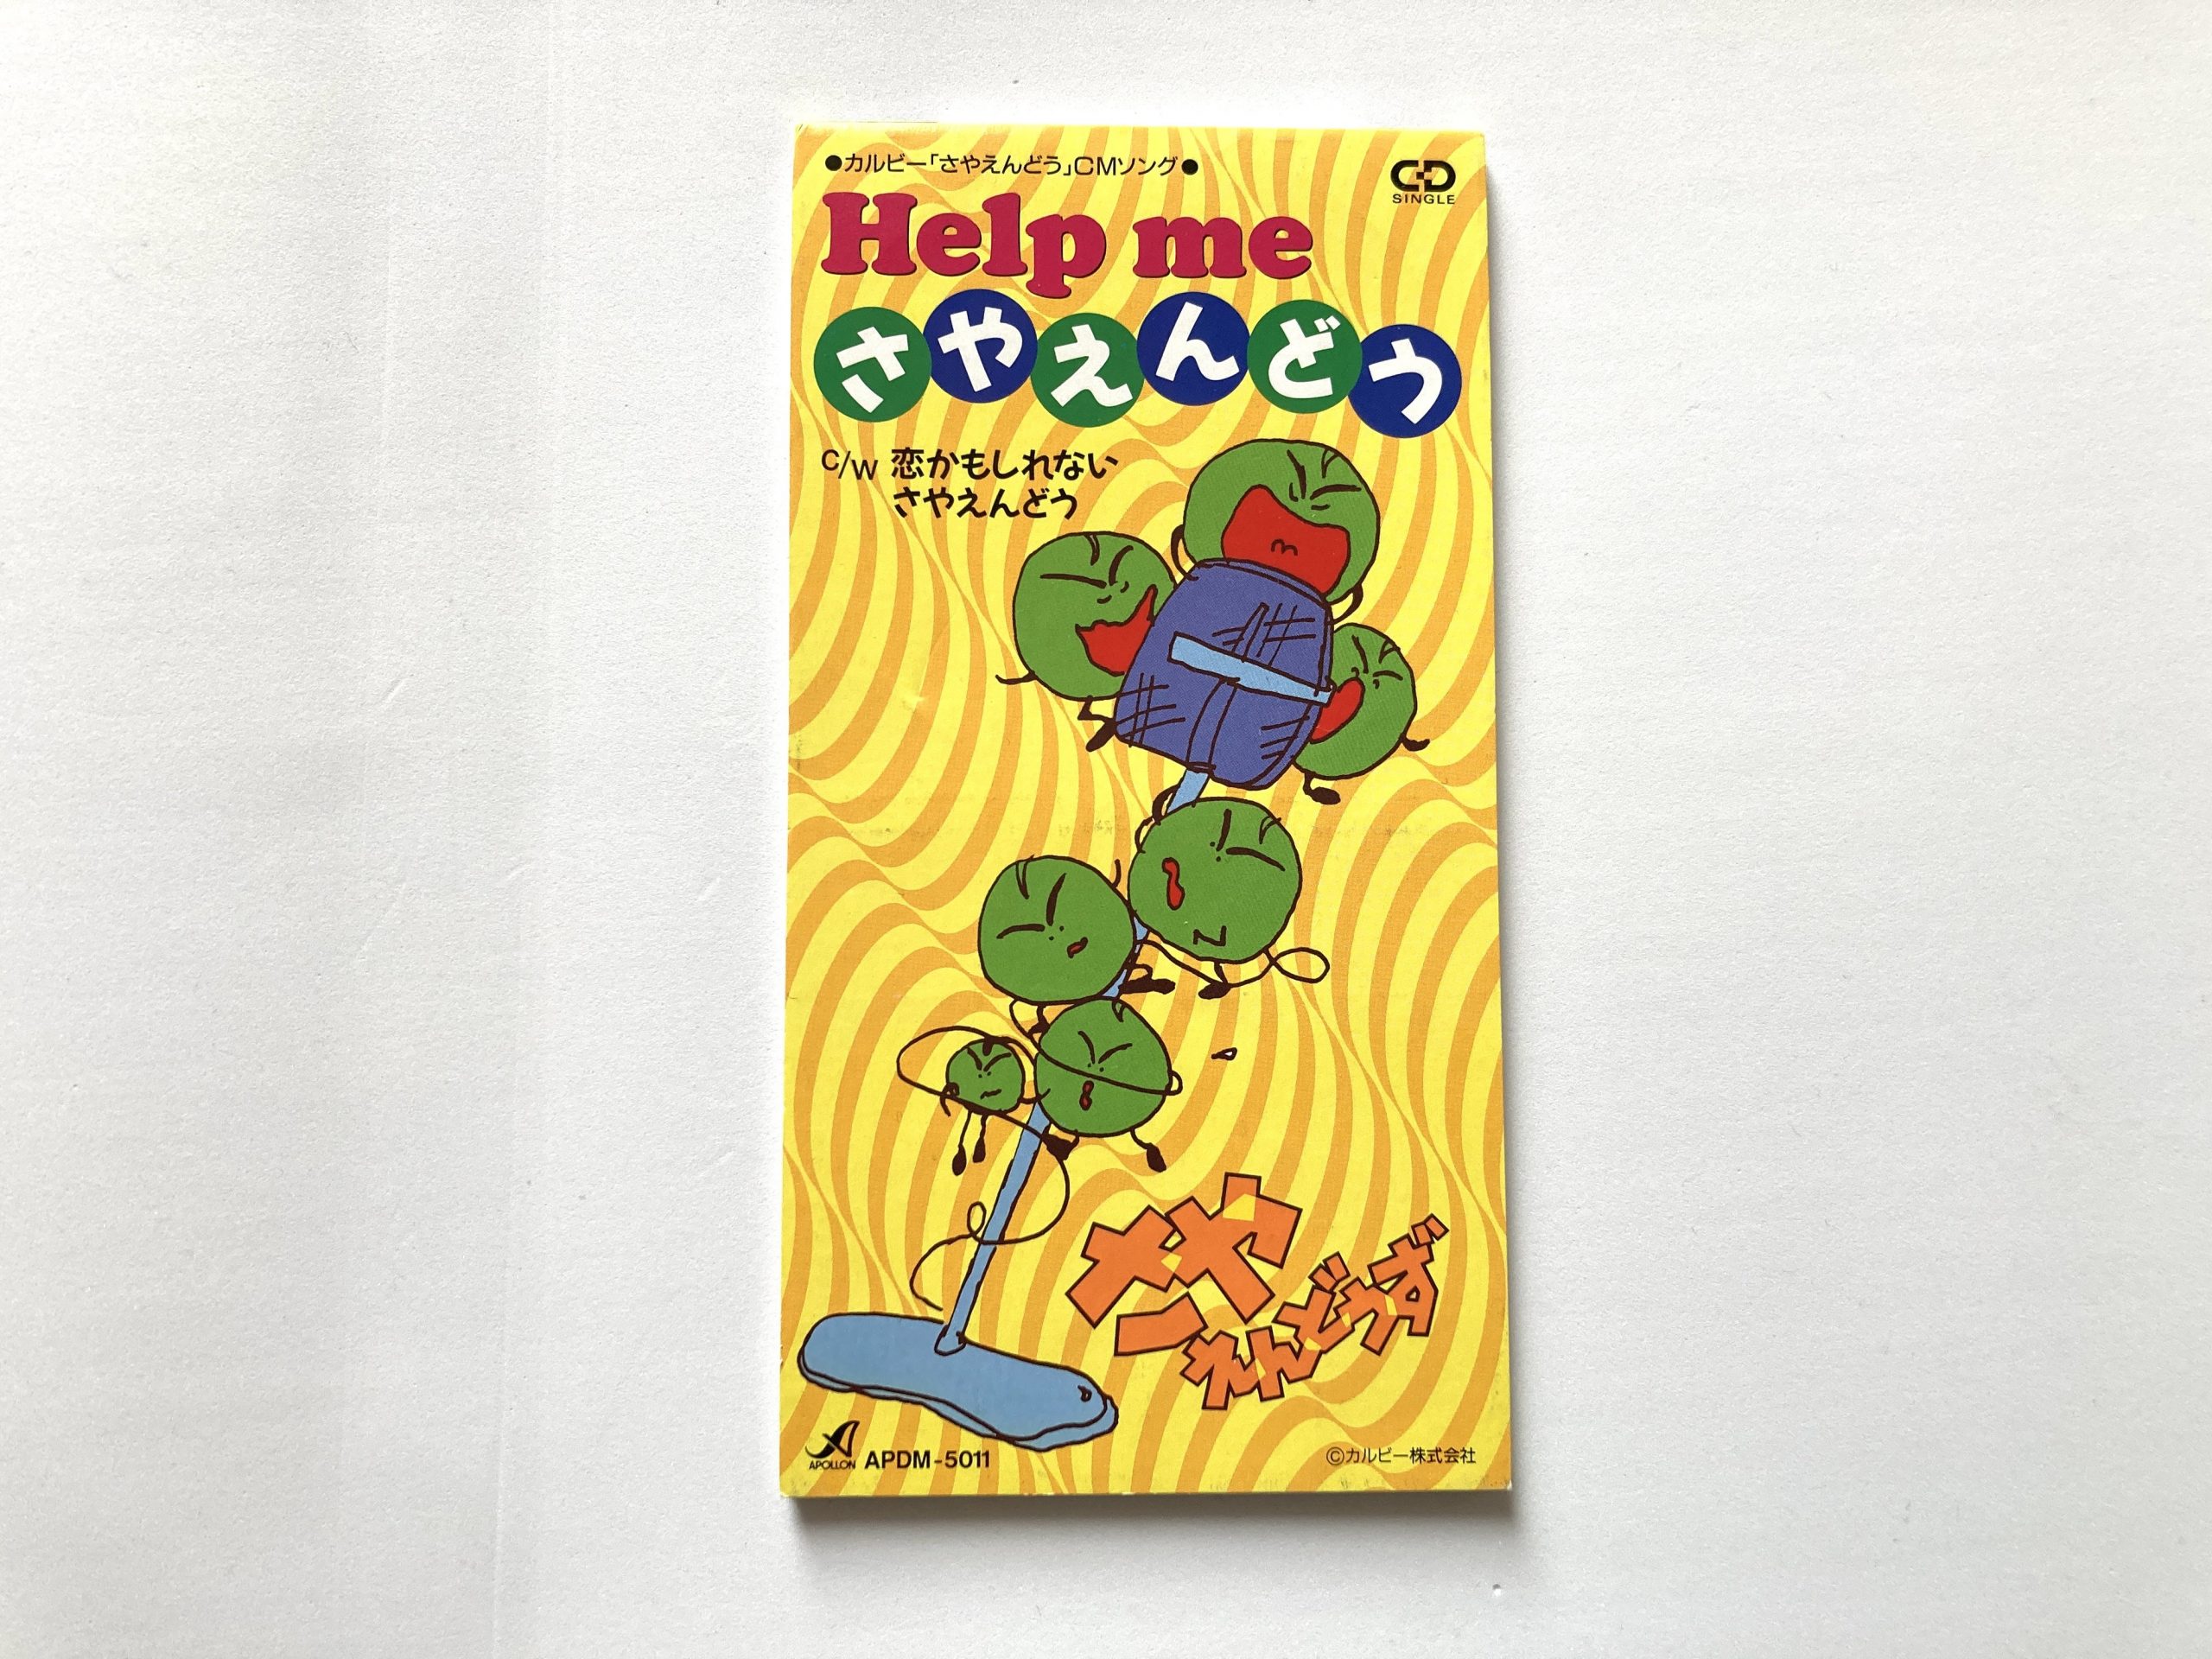 ●カルビー「さやえんどう」CMソング●
CD
SINGLE
Help me
さやえんどう
c/w 恋かもしれない
さやえんどう
さやえんどうず
APOLLON APDM-5011
©カルビー株式会社